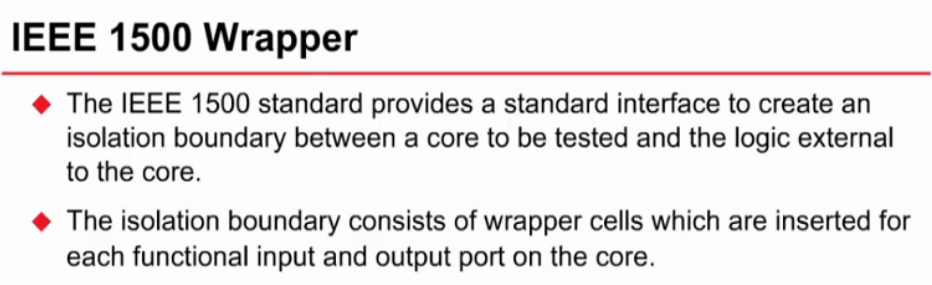 IEEE 1500 Wrapper
The IEEE 1500 standard provides a standard interface to create an
isolation boundary between a core to be tested and the logic external
to the core.
The isolation boundary consists of wrapper cells which are inserted for
each functional input and output port on the core.